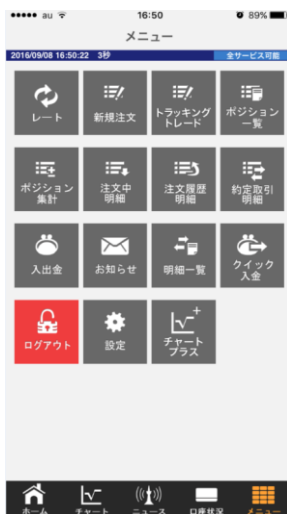 au 16:50 89%
メニュー
2016/09/08 16:50:22 3秒 全サービス可能
レート
新規注文
トラッキング
トレード
ポジション
一覧
ポジション
集計
注文中
明細
注文履歴
明細
約定取引
明細
入出金
お知らせ
明細一覧
クイック
入金
ログアウト
設定
チャート
プラス
ホーム チャート ニュース 口座状況 メニュー